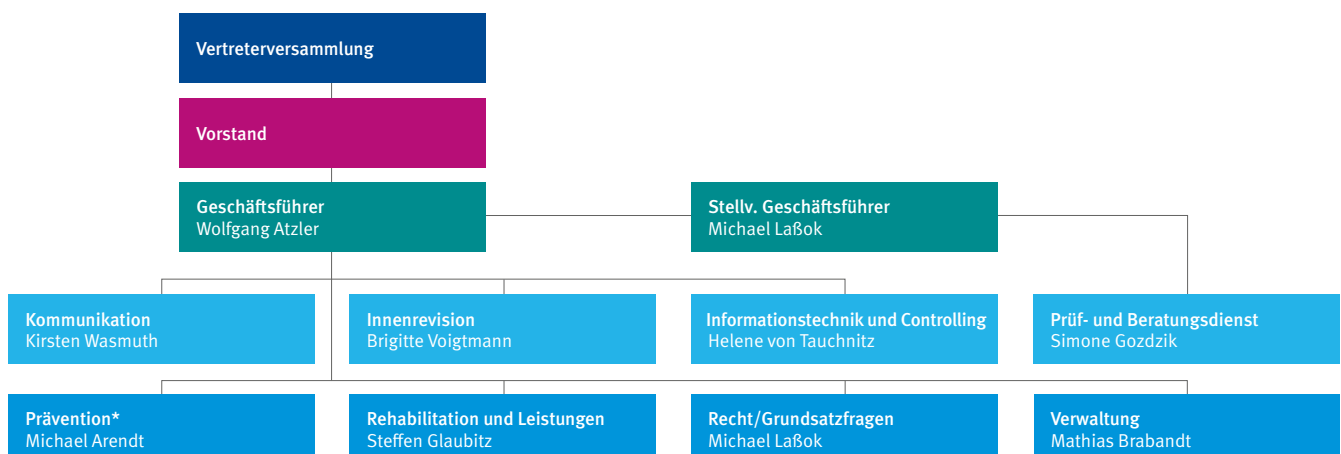 Vertreterversammlung
Vorstand
Geschäftsführer
Wolfgang Atzler
Stellv. Geschäftsführer
Michael Laßok
Kommunikation
Kirsten Wasmuth
Innenrevision
Brigitte Voigtmann
Informationstechnik und Controlling
Helene von Tauchnitz
Prüf- und Beratungsdienst
Simone Gozdzik
Prävention*
Michael Arendt
Rehabilitation und Leistungen
Steffen Glaubitz
Recht/Grundsatzfragen
Michael Laßok
Verwaltung
Mathias Brabandt